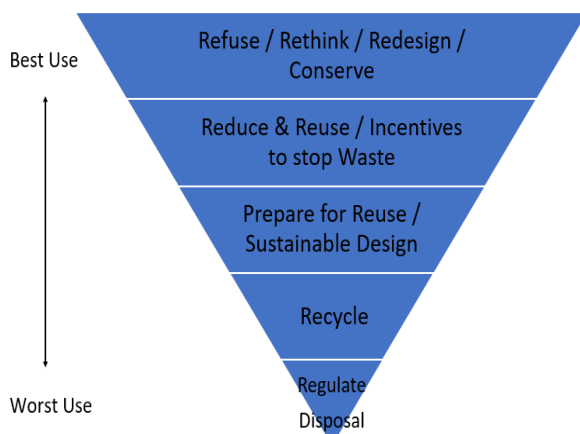 Refuse / Rethink / Redesign /
Conserve
Best Use
Reduce & Reuse / Incentives
to stop Waste
Prepare for Reuse /
Sustainable Design
Recycle
Regulate
Disposal
Worst Use